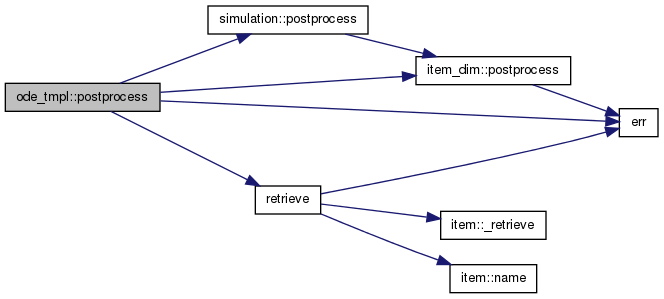 simulation::postprocess
item_dim::postprocess
ode_tmpl::postprocess
err
retrieve
item::_retrieve
item::name